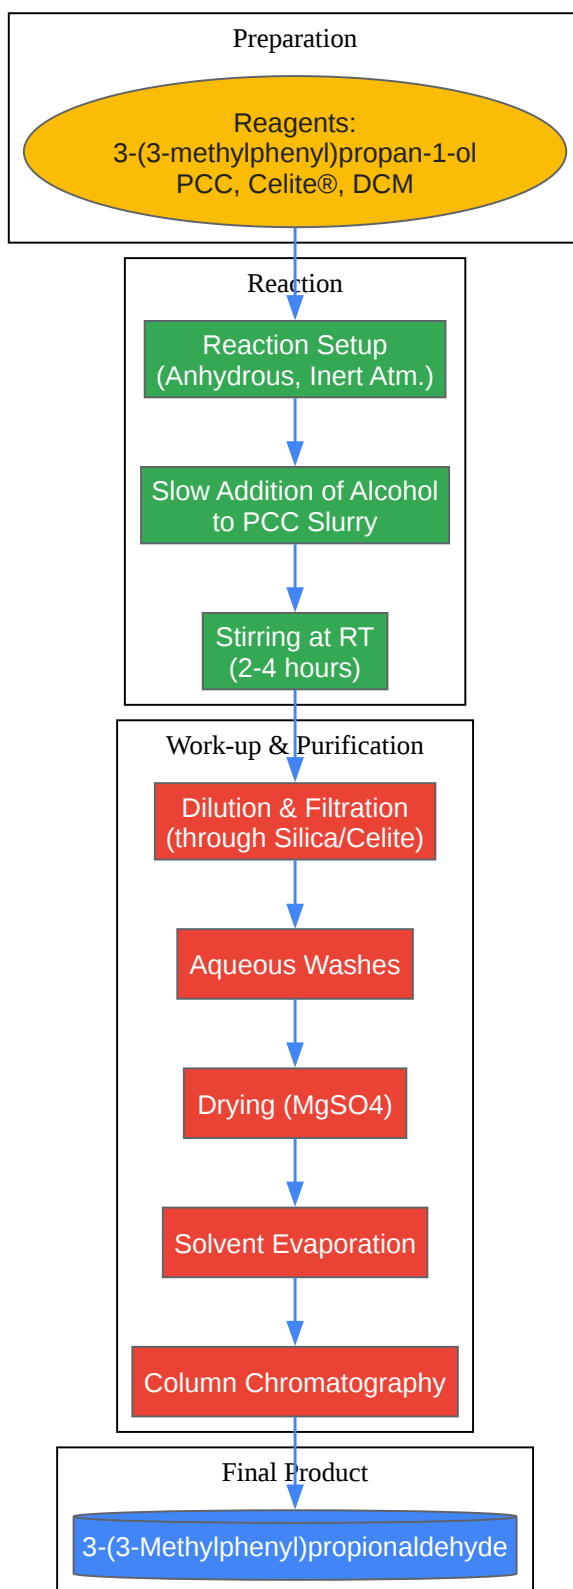 Preparation
Reagents:
3-(3-methylphenyl)propan-1-ol
PCC, Celite®, DCM
Reaction
Reaction Setup
(Anhydrous, Inert Atm.)
Slow Addition of Alcohol
to PCC Slurry
Stirring at RT
(2-4 hours)
Work-up & Purification
Dilution & Filtration
(through Silica/Celite)
Aqueous Washes
Drying (MgSO4)
Solvent Evaporation
Column Chromatography
Final Product
3-(3-Methylphenyl)propionaldehyde